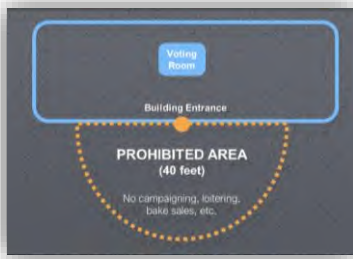 Voting
Room
Building Entrance
PROHIBITED AREA
(40 feet)
No campaigning, loitering,
bake sales, etc.